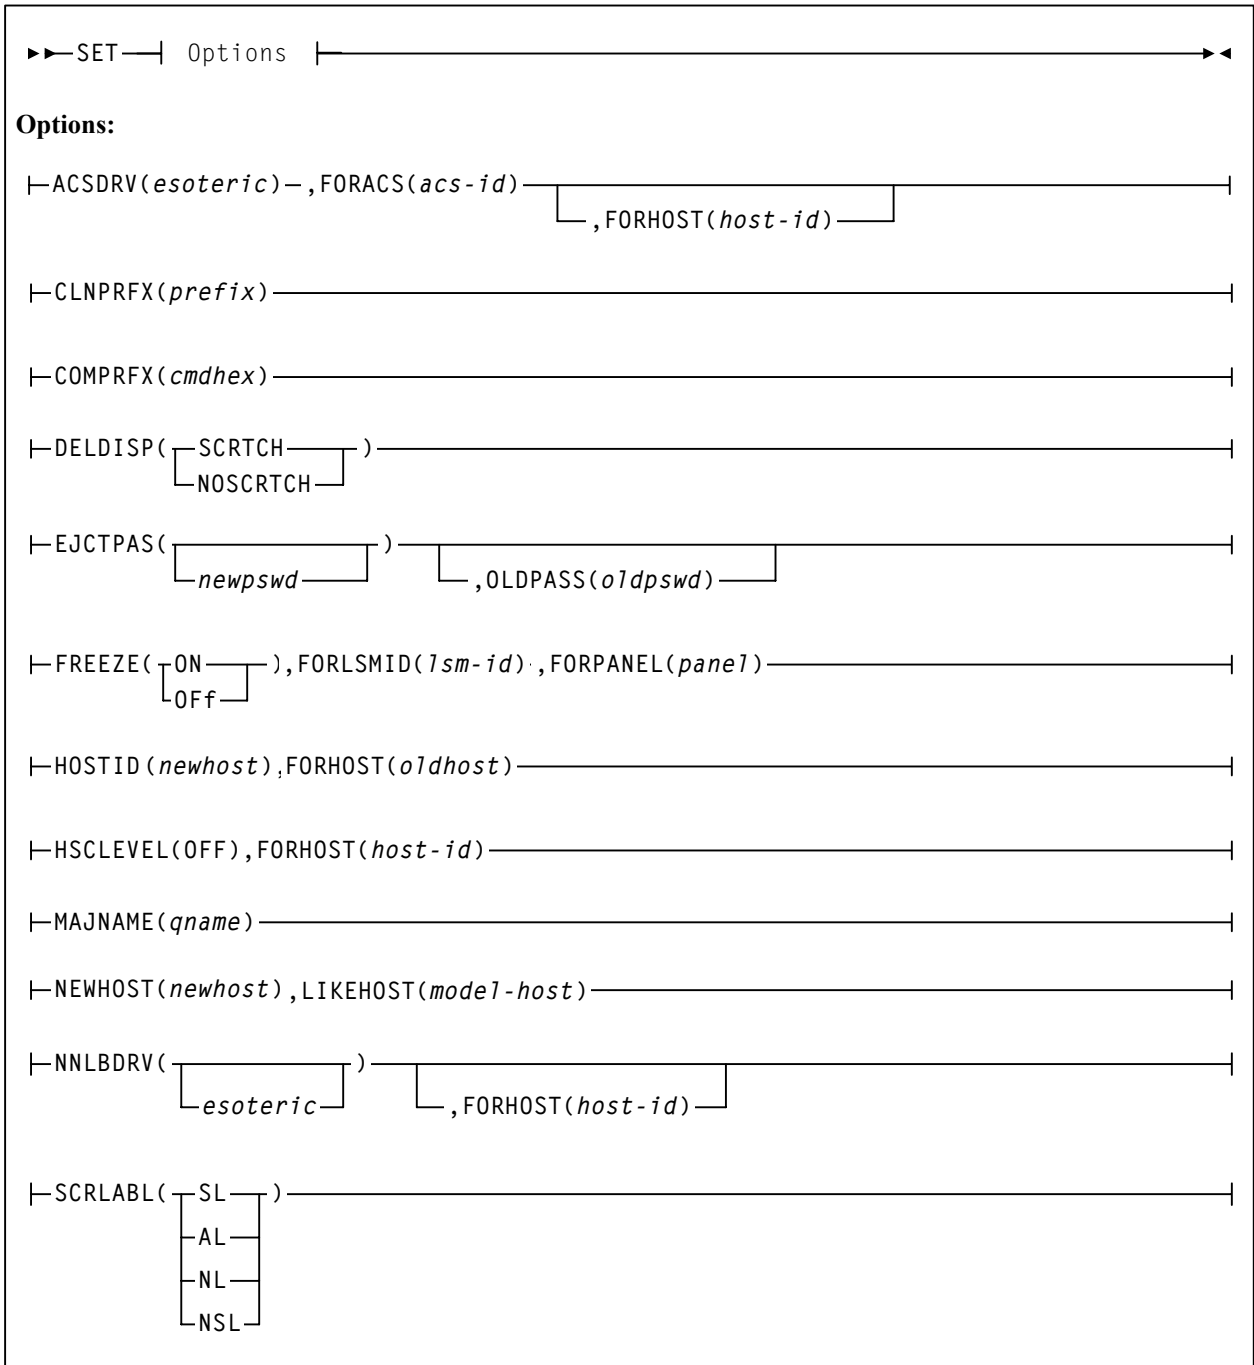 SET Options
Options:
ACSDRV(esoteric) ,FORACS(acs-id)
,FORHOST(host-id)
CLNPRFX(prefix)
COMPRFX(cmdhex)
DELDISP( SCRTCH )
NOSCRTCH
EJCTPAS( )
newpswd ,OLDPASS(oldpswd)
FREEZE( ON ),FORLSMID(lsm-id) ,FORPANEL(panel)
OFf
HOSTID(newhost),FORHOST(oldhost)
HSCLEVEL(OFF),FORHOST(host-id)
MAJNAME(qname)
NEWHOST(newhost),LIKEHOST(model-host)
NNLBDRV( )
esoteric ,FORHOST(host-id)
SCRLABL( SL )
AL
NL
NSL